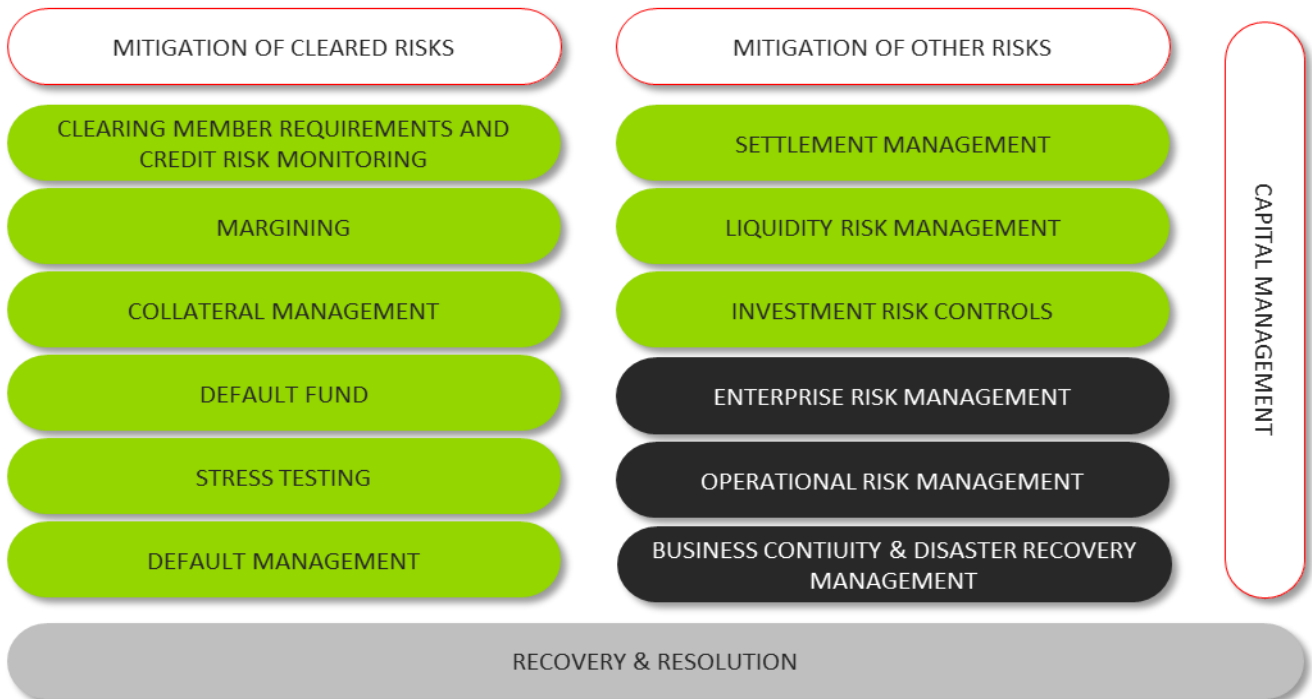 MITIGATION OF CLEARED RISKS
CLEARING MEMBER REQUIREMENTS AND
CREDIT RISK MONITORING
MARGINING
COLLATERAL MANAGEMENT
DEFAULT FUND
STRESS TESTING
DEFAULT MANAGEMENT
MITIGATION OF OTHER RISKS
SETTLEMENT MANAGEMENT
LIQUIDITY RISK MANAGEMENT
INVESTMENT RISK CONTROLS
ENTERPRISE RISK MANAGEMENT
OPERATIONAL RISK MANAGEMENT
BUSINESS CONTIUITY & DISASTER RECOVERY
MANAGEMENT
CAPITAL MANAGEMENT
RECOVERY & RESOLUTION